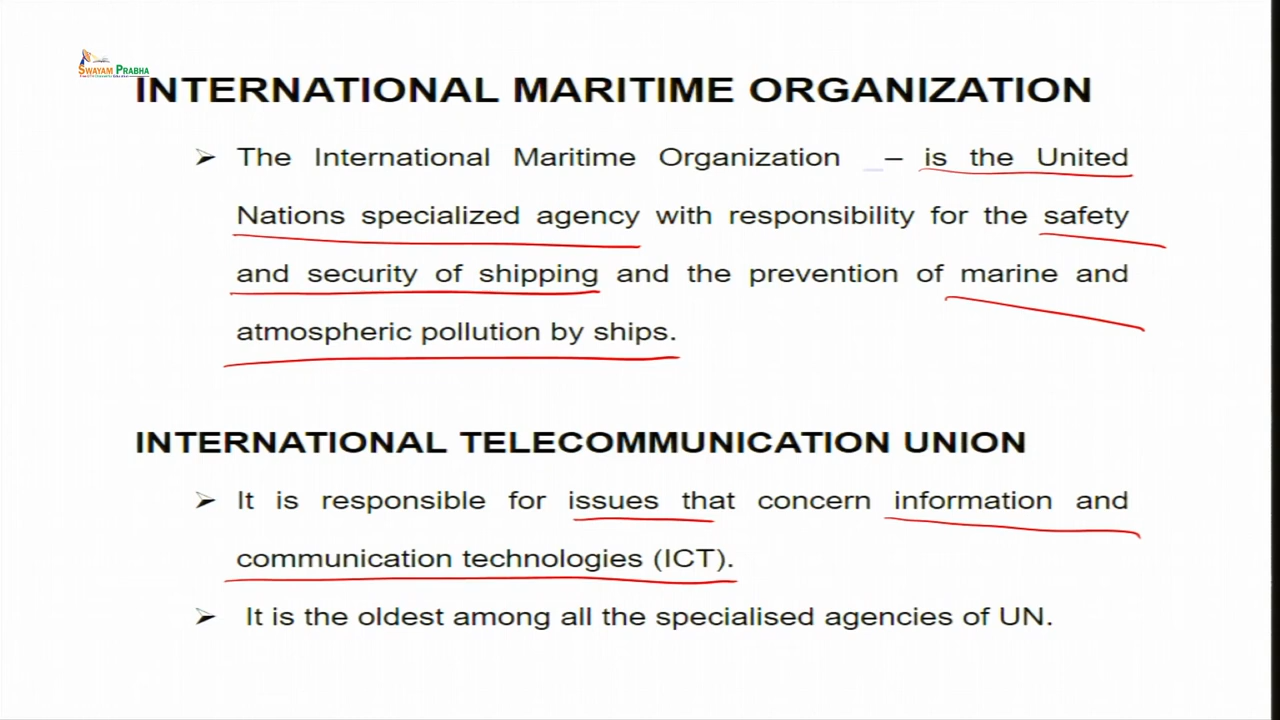 SWAYAM PRABHA
INTERNATIONAL MARITIME ORGANIZATION
➢ The International Maritime Organization _– is the United
Nations specialized agency with responsibility for the safety
and security of shipping and the prevention of marine and
atmospheric pollution by ships.
INTERNATIONAL TELECOMMUNICATION UNION
➢ It is responsible for issues that concern information and
communication technologies (ICT).
➢ It is the oldest among all the specialised agencies of UN.